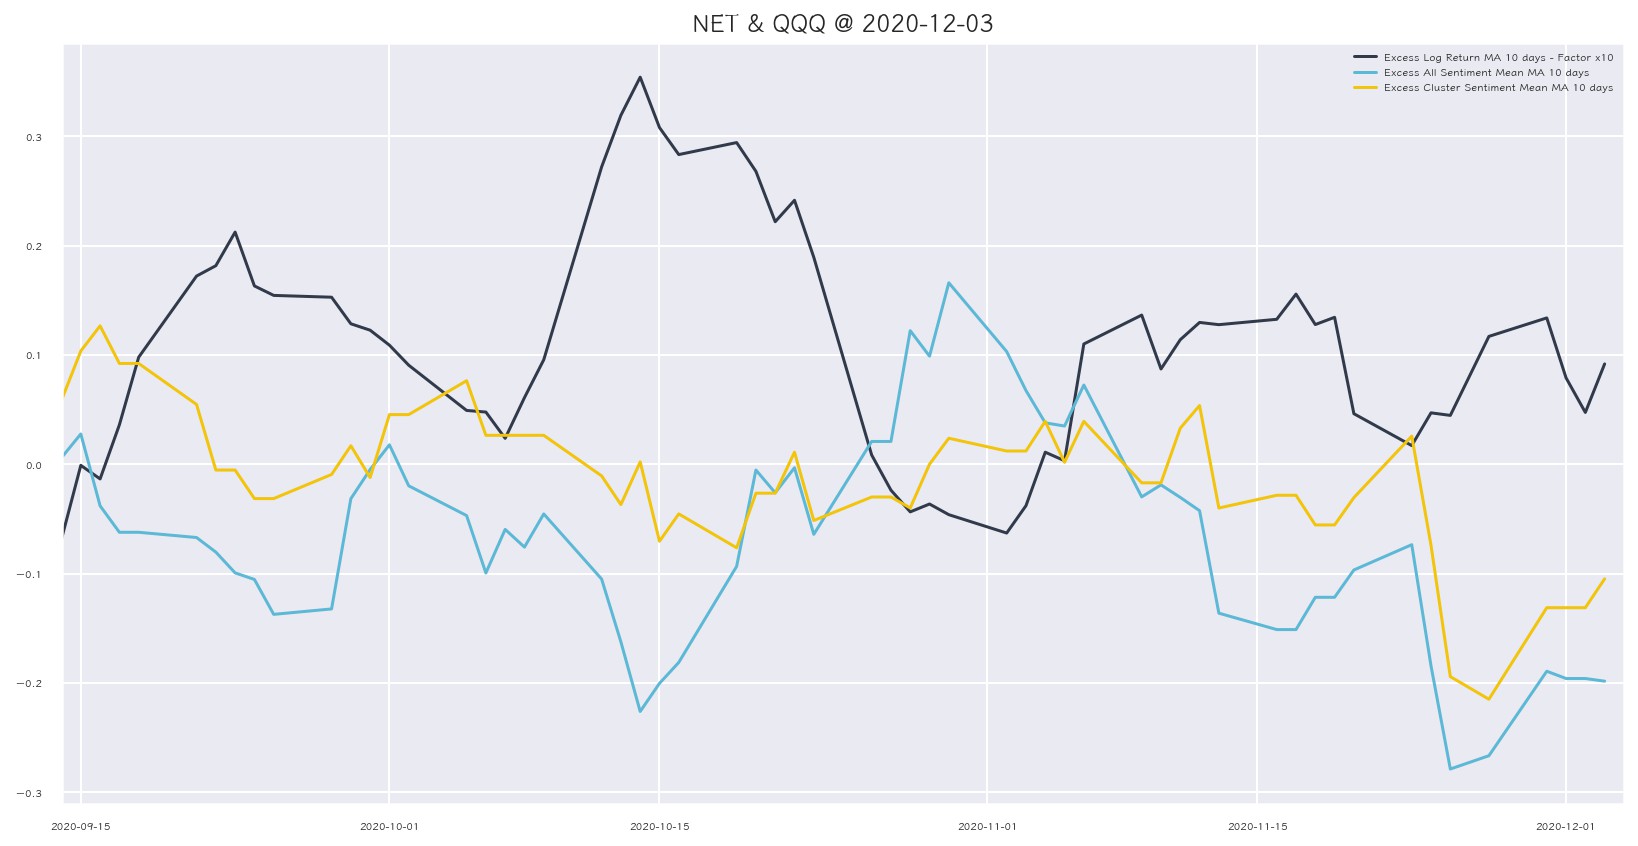 NET & QQQ @ 2020-12-03
Excess Log Return MA 10 days - Factor x10
Excess All Sentiment Mean MA 10 days
Excess Cluster Sentiment Mean MA 10 days
0.3
0.2
0.1
0.0
−0.1
−0.2
−0.3
2020-09-15 2020-10-01 2020-10-15 2020-11-01 2020-11-15 2020-12-01